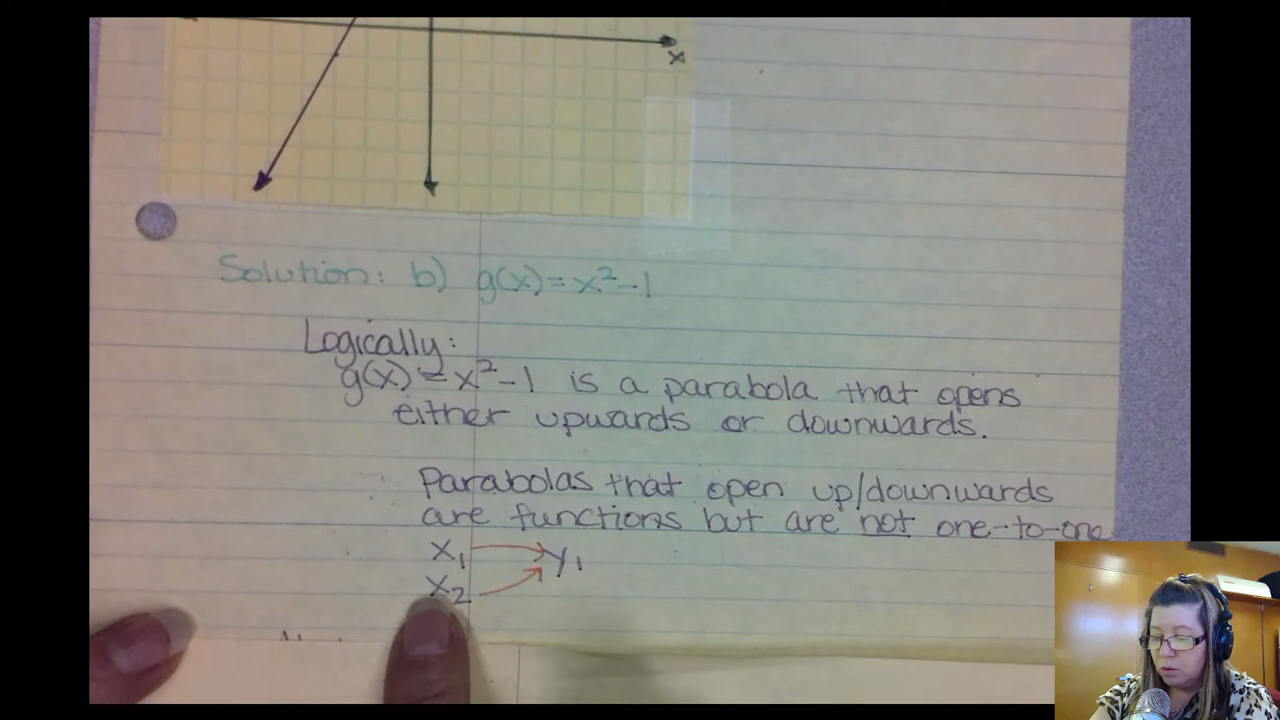 x
Solution: b) g(x)=x²-1
Logically:
g(x)=x²-1 is a parabola that opens
either upwards or downwards.
Parabolas that open up/downwards
are functions but are not one-to-one
x₁ → y₁
x₂ →